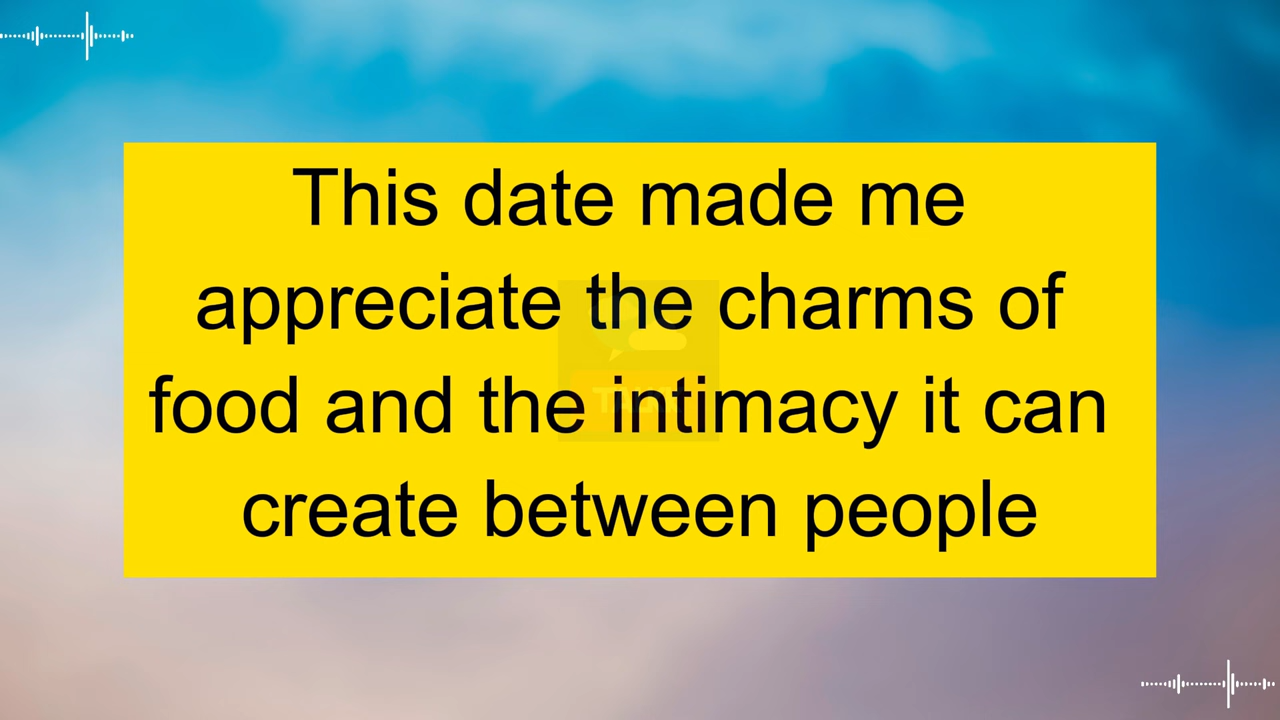 This date made me
appreciate the charms of
food and the intimacy it can
create between people